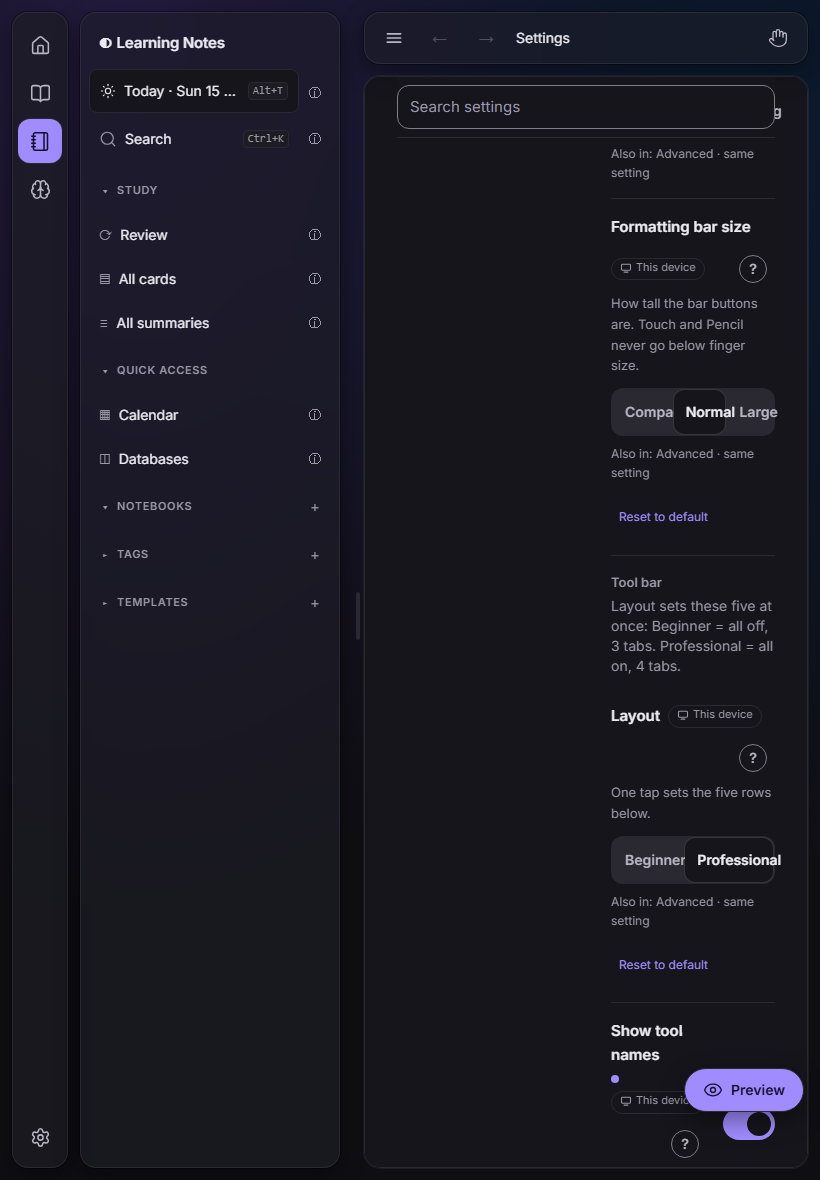 Learning Notes
Today · Sun 15 ...
Alt+T
Search
Ctrl+K
STUDY
Review
All cards
All summaries
QUICK ACCESS
Calendar
Databases
NOTEBOOKS
+
TAGS
+
TEMPLATES
+
← → Settings
Search settings
g
Also in: Advanced · same
setting
Formatting bar size
This device
?
How tall the bar buttons
are. Touch and Pencil
never go below finger
size.
Compa Normal Large
Also in: Advanced · same
setting
Reset to default
Tool bar
Layout sets these five at
once: Beginner = all off,
3 tabs. Professional = all
on, 4 tabs.
Layout
This device
?
One tap sets the five rows
below.
Beginner Professional
Also in: Advanced · same
setting
Reset to default
Show tool
names
Preview
This devic
?